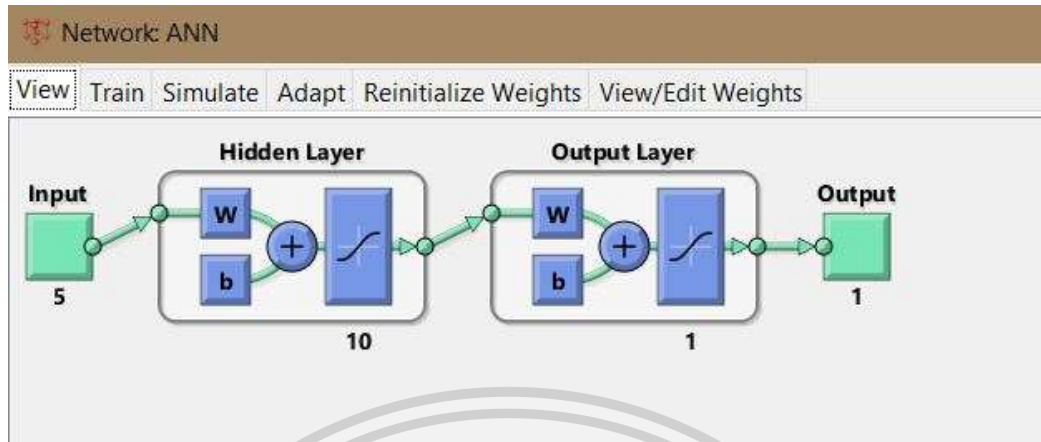 Network: ANN
View Train Simulate Adapt Reinitialize Weights View/Edit Weights
Hidden Layer Output Layer
Input Output
W W
b b
5 1
10 1